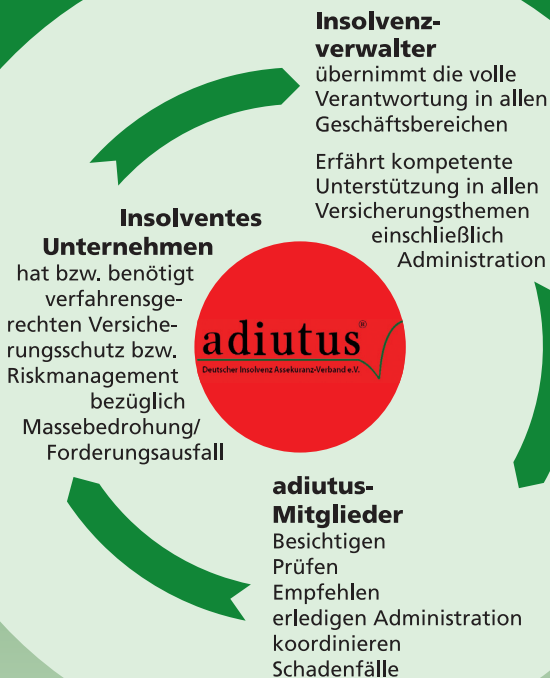 Insolvenz-
verwalter
übernimmt die volle
Verantwortung in allen
Geschäftsbereichen
Erfährt kompetente
Unterstützung in allen
Versicherungsthemen
einschließlich
Administration
Insolventes
Unternehmen
hat bzw. benötigt
verfahrensge-
rechten Versiche-
rungsschutz bzw.
Riskmanagement
bezüglich
Massebedrohung/
Forderungsausfall
adiutus®
Deutscher Insolvenz Assekuranz-Verband e.V.
adiutus-
Mitglieder
Besichtigen
Prüfen
Empfehlen
erledigen Administration
koordinieren
Schadenfälle